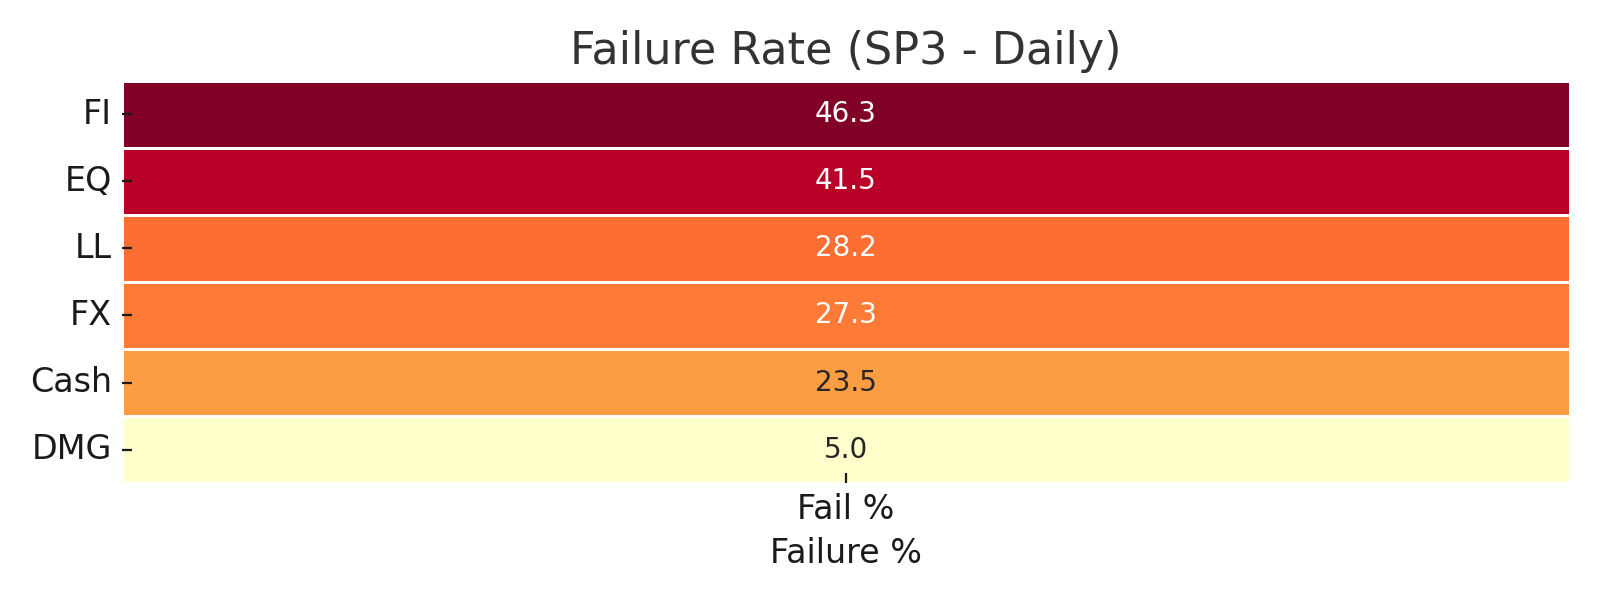 Failure Rate (SP3 - Daily)
FI 46.3
EQ 41.5
LL 28.2
FX 27.3
Cash 23.5
DMG 5.0
Fail %
Failure %